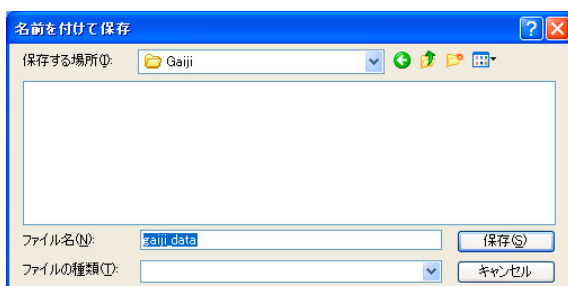 名前を付けて保存
保存する場所(I): Gaiji
ファイル名(N): gaiji_data 保存(S)
ファイルの種類(T): キャンセル